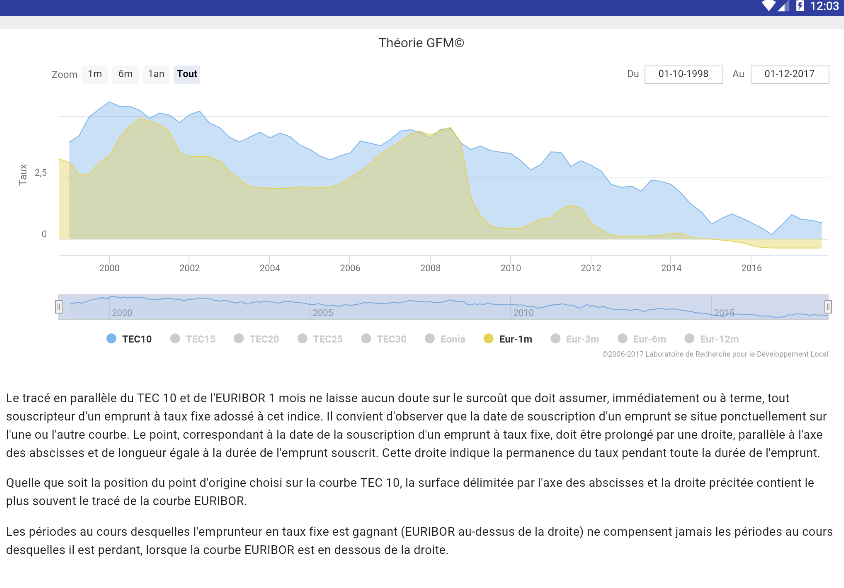 12:03
Théorie GFM©
Zoom 1m 6m 1an Tout Du 01-10-1998 Au 01-12-2017
Taux
2,5
0
2000 2002 2004 2006 2008 2010 2012 2014 2016
2000 2005 2010 2015
TEC10 TEC15 TEC20 TEC25 TEC30 Eonia Eur-1m Eur-3m Eur-6m Eur-12m
©2006-2017 Laboratoire de Recherche pour le Développement Local
Le tracé en parallèle du TEC 10 et de l'EURIBOR 1 mois ne laisse aucun doute sur le surcoût que doit assumer, immédiatement ou à terme, tout
souscripteur d'un emprunt à taux fixe adossé à cet indice. Il convient d'observer que la date de souscription d'un emprunt se situe ponctuellement sur
l'une ou l'autre courbe. Le point, correspondant à la date de la souscription d'un emprunt à taux fixe, doit être prolongé par une droite, parallèle à l'axe
des abscisses et de longueur égale à la durée de l'emprunt souscrit. Cette droite indique la permanence du taux pendant toute la durée de l'emprunt.
Quelle que soit la position du point d'origine choisi sur la courbe TEC 10, la surface délimitée par l'axe des abscisses et la droite précitée contient le
plus souvent le tracé de la courbe EURIBOR.
Les périodes au cours desquelles l'emprunteur en taux fixe est gagnant (EURIBOR au-dessus de la droite) ne compensent jamais les périodes au cours
desquelles il est perdant, lorsque la courbe EURIBOR est en dessous de la droite.